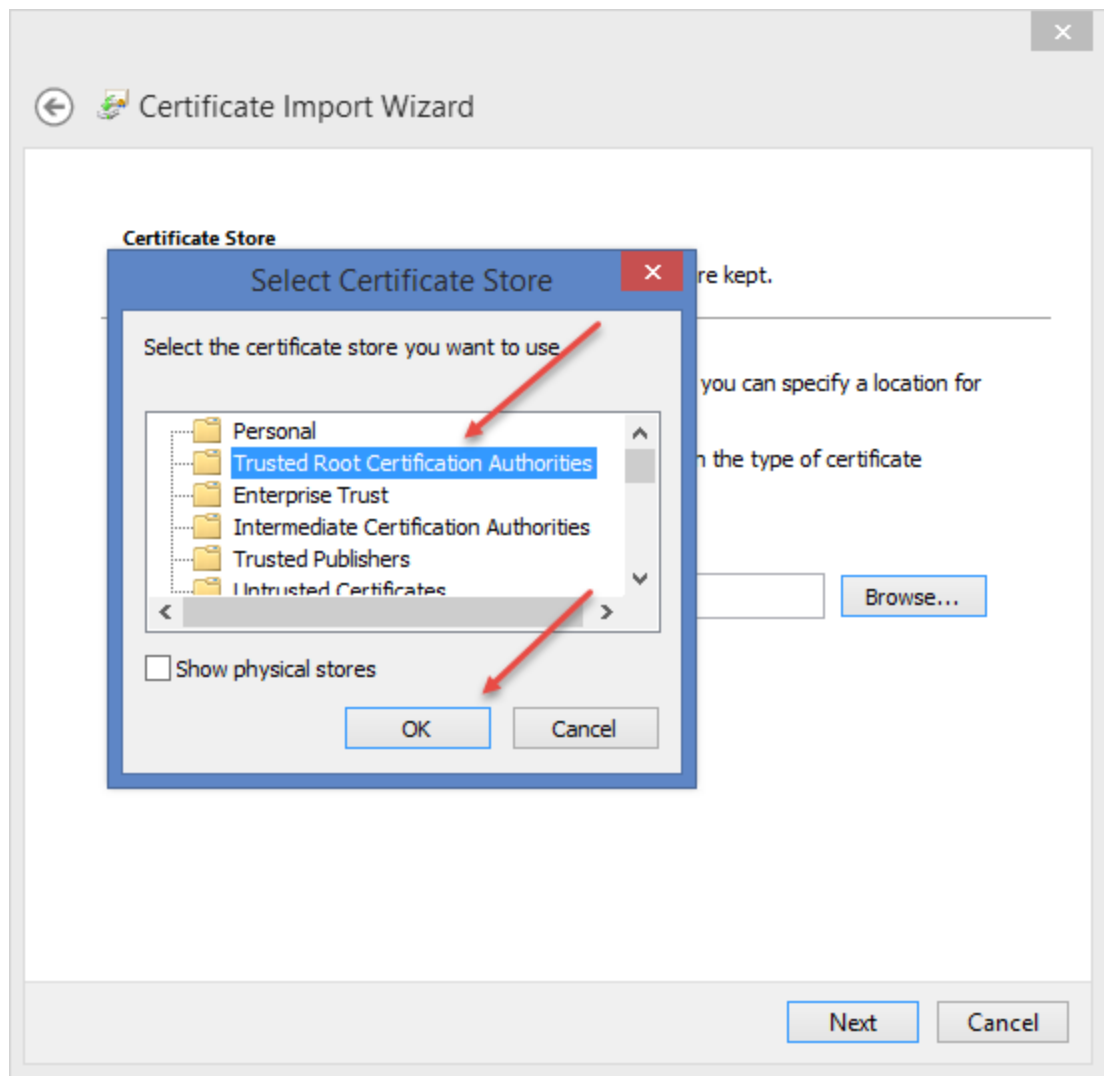 Certificate Import Wizard
Certificate Store
re kept.
Select Certificate Store
Select the certificate store you want to use
you can specify a location for
Personal
Trusted Root Certification Authorities
the type of certificate
Enterprise Trust
Intermediate Certification Authorities
Trusted Publishers
Untrusted Certificates
Browse...
Show physical stores
OK
Cancel
Next
Cancel